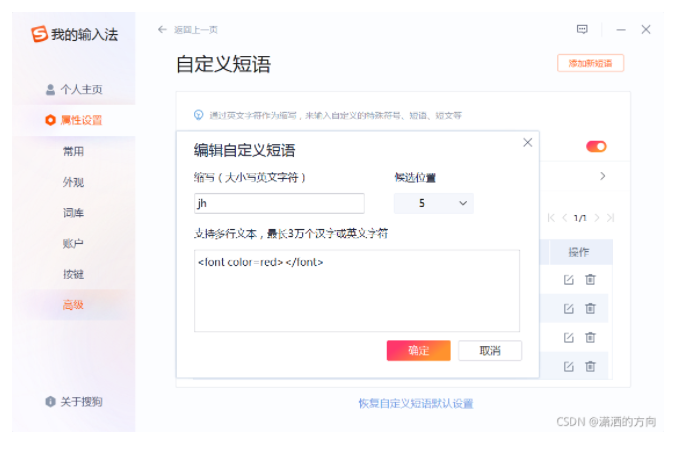 我的输入法
返回上一页
自定义短语
添加新短语
个人主页
属性设置
常用
外观
词库
账户
按键
高级
关于搜狗
通过英文字符作为缩写，来输入自定义的特殊符号、短语、短文等
编辑自定义短语
缩写（大小写英文字符）
候选位置
jh
5
支持多行文本，最长3万个汉字或英文字符
<font color=red></font>
确定
取消
1/1
操作
恢复自定义短语默认设置
CSDN @潇洒的方向